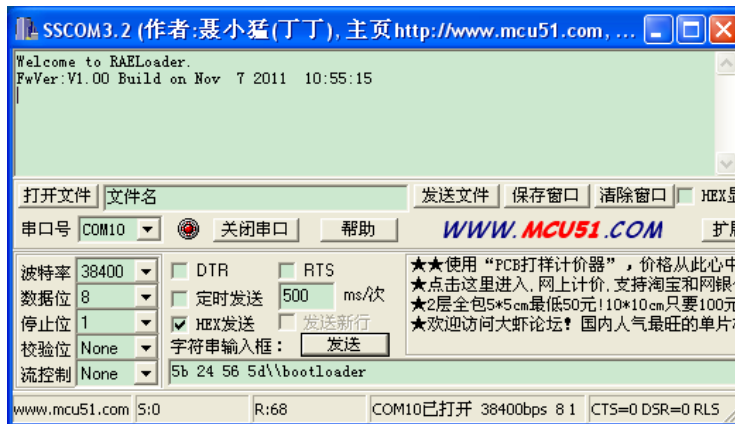 SSCOM3.2 (作者:聂小猛(丁丁), 主页http://www.mcu51.com, ...
Welcome to RAELoader.
FwVer:V1.00 Build on Nov  7 2011  10:55:15
打开文件 文件名 发送文件 保存窗口 清除窗口 HEX显
串口号 COM10 关闭串口 帮助 WWW.MCU51.COM 扩展
波特率 38400 DTR RTS
数据位 8 定时发送 500 ms/次
停止位 1 HEX发送 发送新行
校验位 None 字符串输入框： 发送
流控制 None 5b 24 56 5d\\bootloader
★★使用“PCB打样计价器”，价格从此心中
★点击这里进入,网上计价,支持淘宝和网银
★2层全包5*5cm最低50元!10*10cm只要100元
★欢迎访问大虾论坛！国内人气最旺的单片
www.mcu51.com S:0 R:68 COM10已打开 38400bps 8 1 CTS=0 DSR=0 RLS